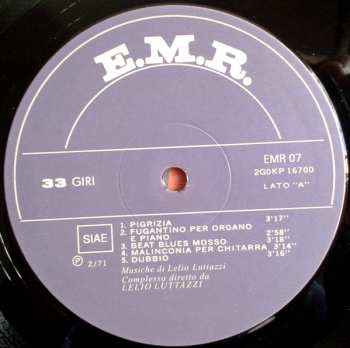 E.M.R.
33 GIRI
EMR 07
2G0KP 16700
LATO "A"
SIAE
P 2/71
1. PIGRIZIA 3'17"
2. FUGANTINO PER ORGANO
E PIANO 2'58"
3. BEAT BLUES MOSSO 3'18"
4. MALINCONIA PER CHITARRA 3'14"
5. DUBBIO 3'16"
Musiche di Lelio Luttazzi
Complesso diretto da
LELIO LUTTAZZI